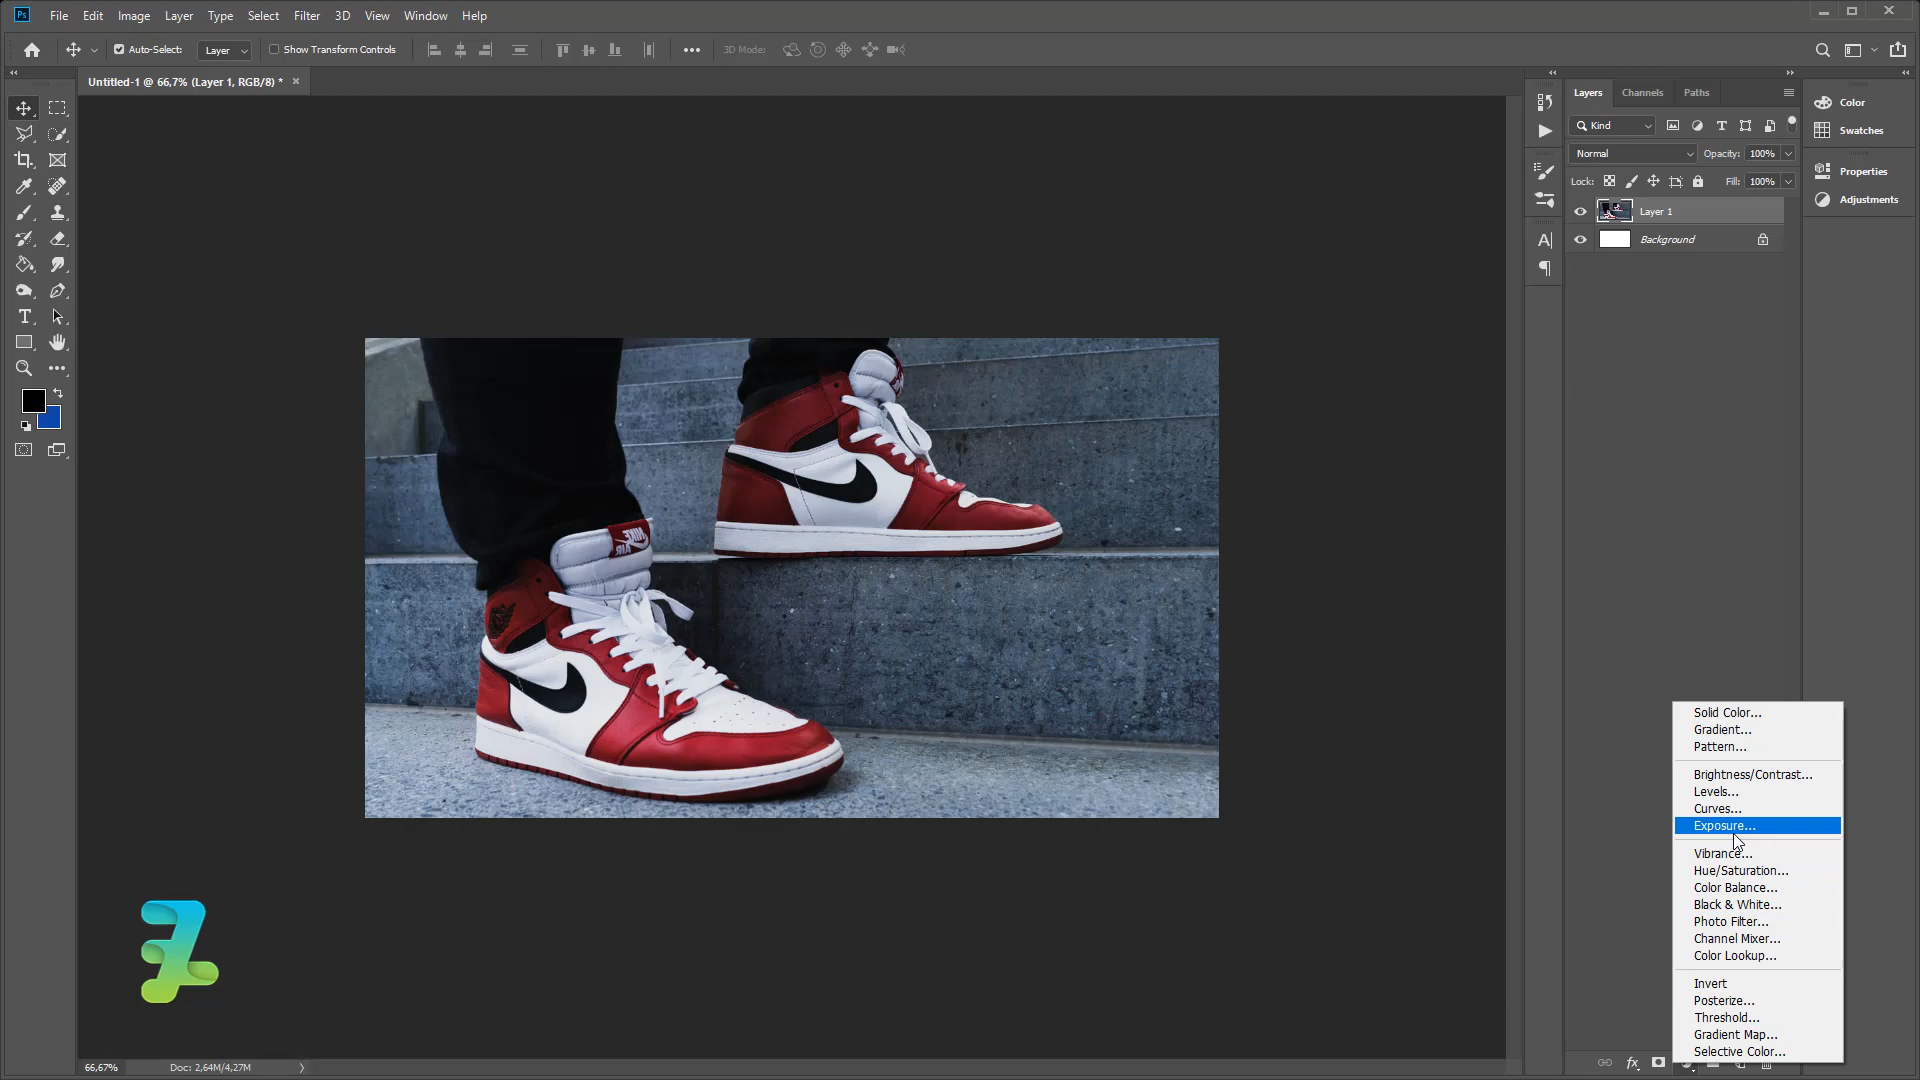 Ps File Edit Image Layer Type Select Filter 3D View Window Help
Auto-Select: Layer Show Transform Controls 3D Mode:
Untitled-1 @ 66,7% (Layer 1, RGB/8) *
Layers Channels Paths
Color
Kind
Swatches
Normal Opacity: 100%
Lock: Fill: 100%
Properties
Adjustments
Layer 1
Background
NIKE
AIR
Solid Color...
Gradient...
Pattern...
Brightness/Contrast...
Levels...
Curves...
Exposure...
Vibrance...
Hue/Saturation...
Color Balance...
Black & White...
Photo Filter...
Channel Mixer...
Color Lookup...
Invert
Posterize...
Threshold...
Gradient Map...
Selective Color...
66,67% Doc: 2,64M/4,27M
fx